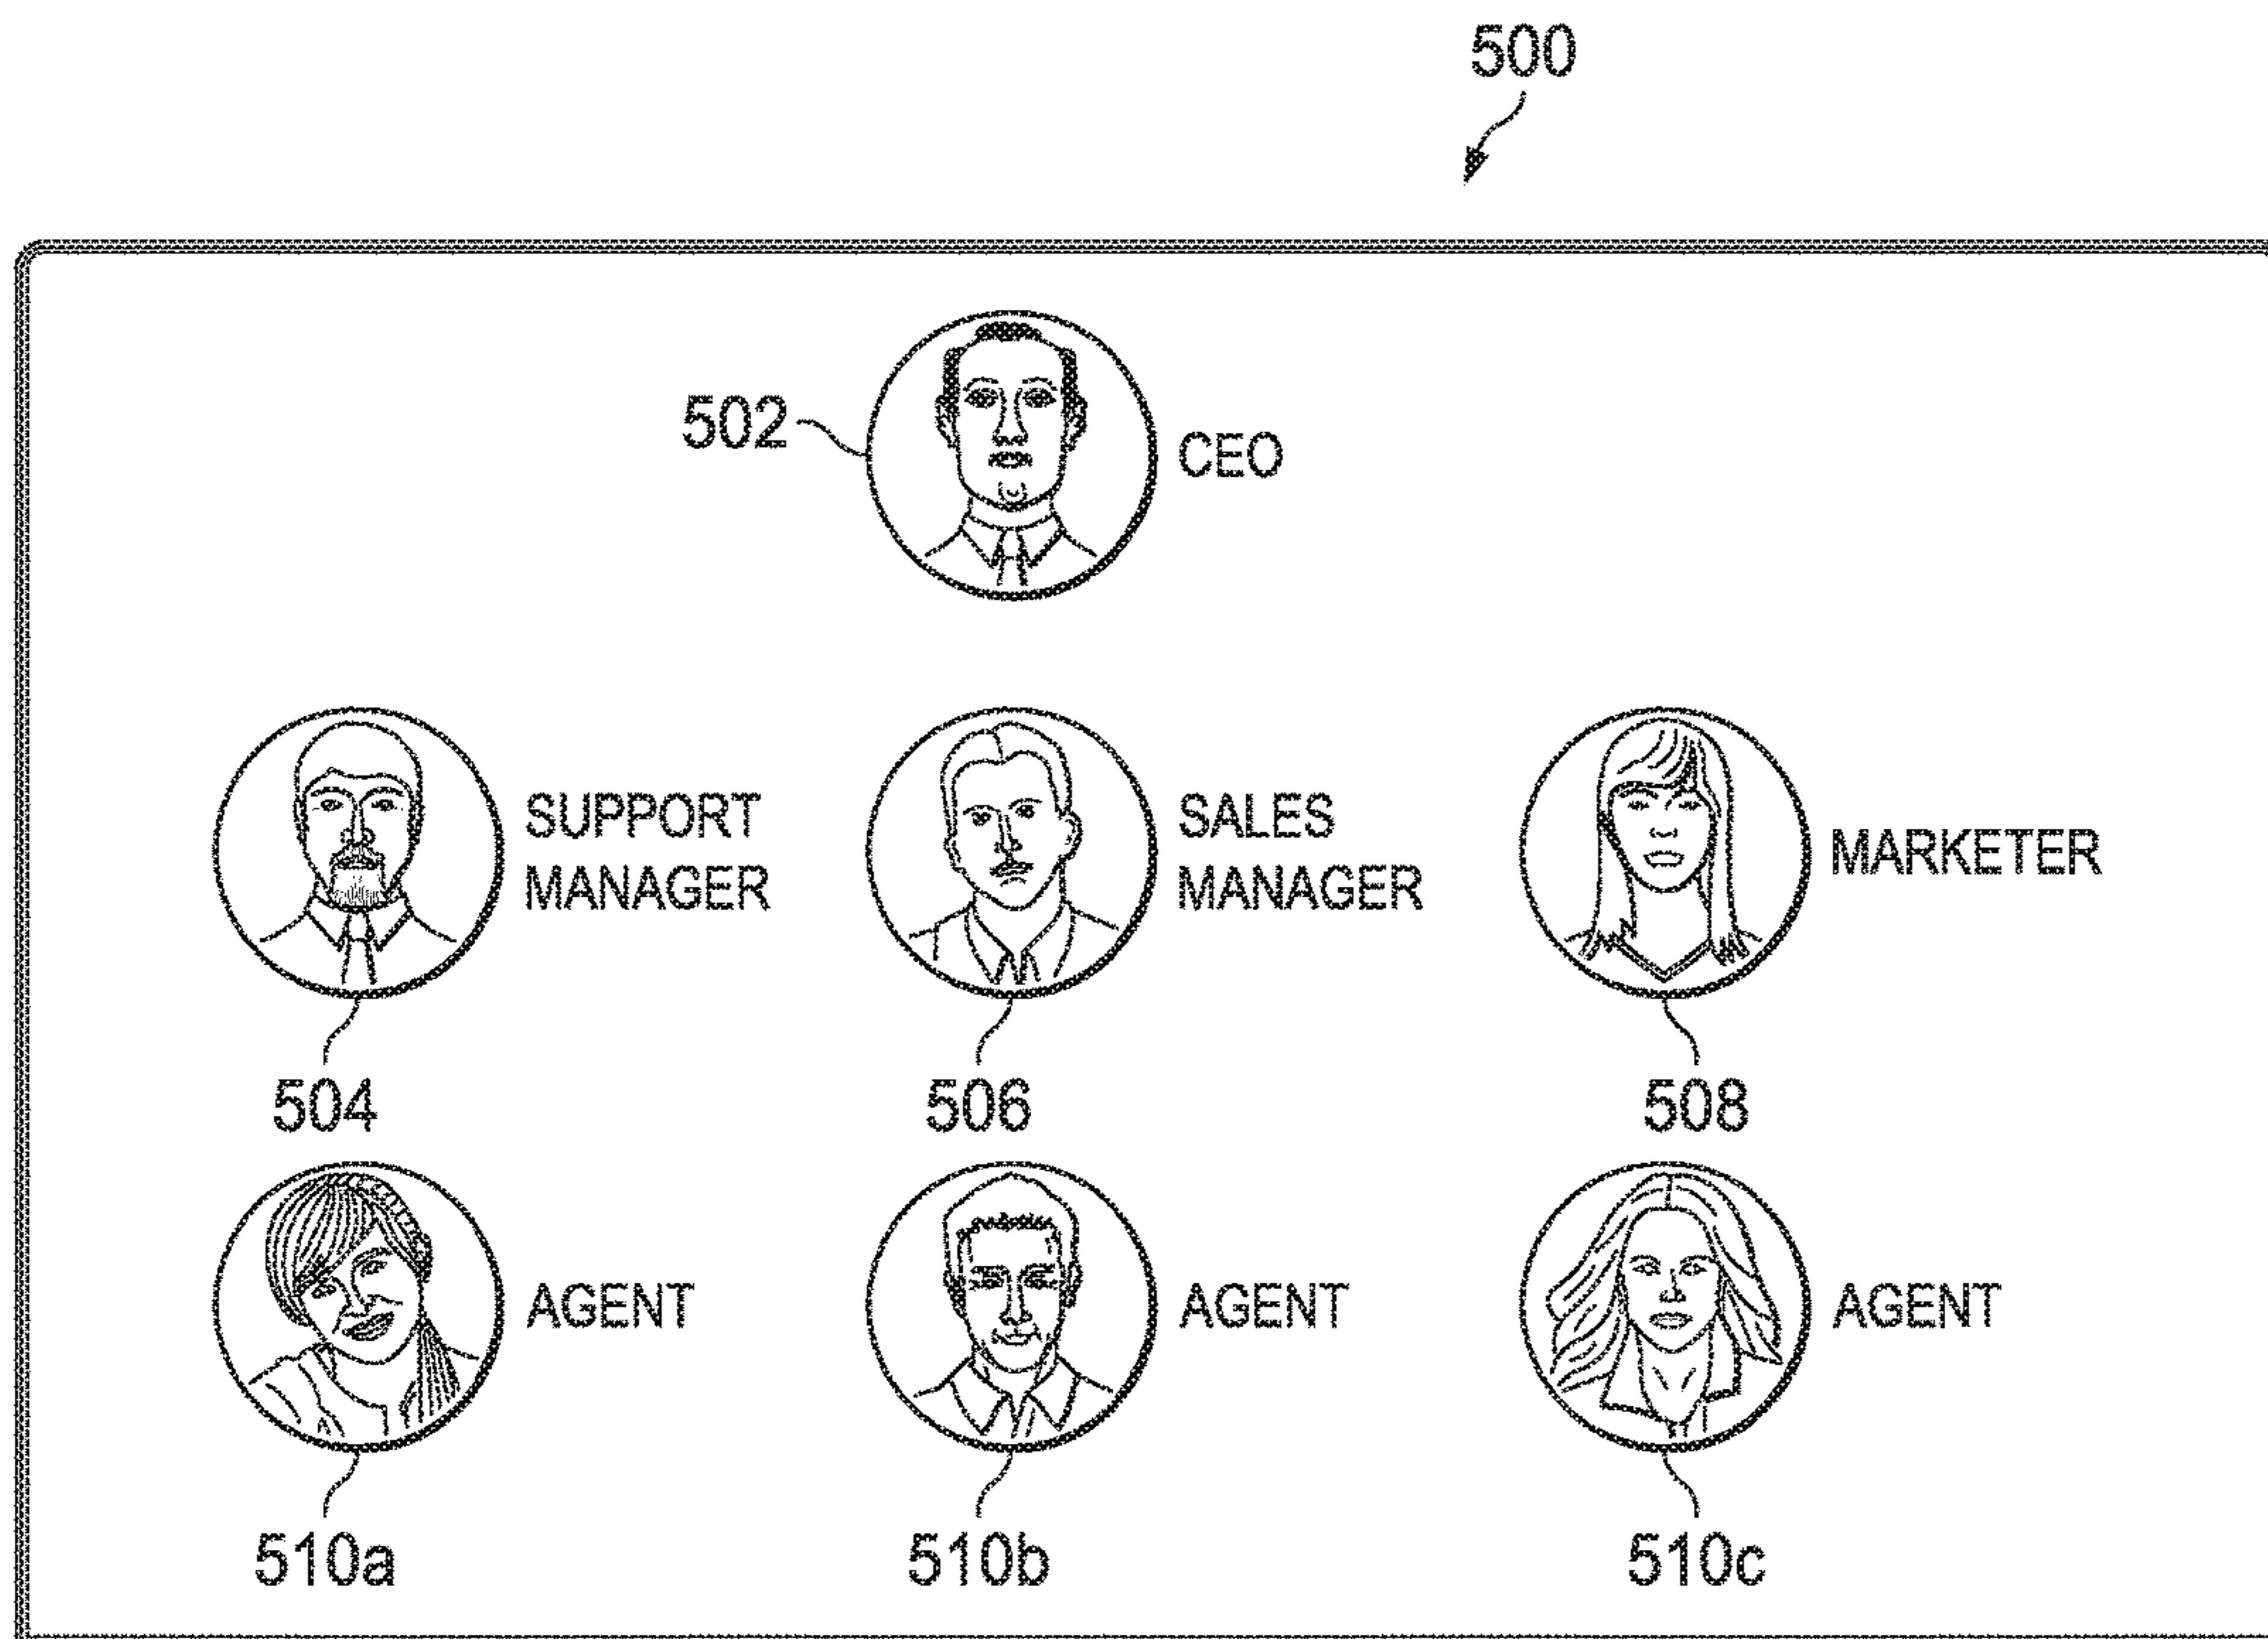 500
502 CEO
SUPPORT
MANAGER
SALES
MANAGER
MARKETER
504 506 508
AGENT AGENT AGENT
510a 510b 510c